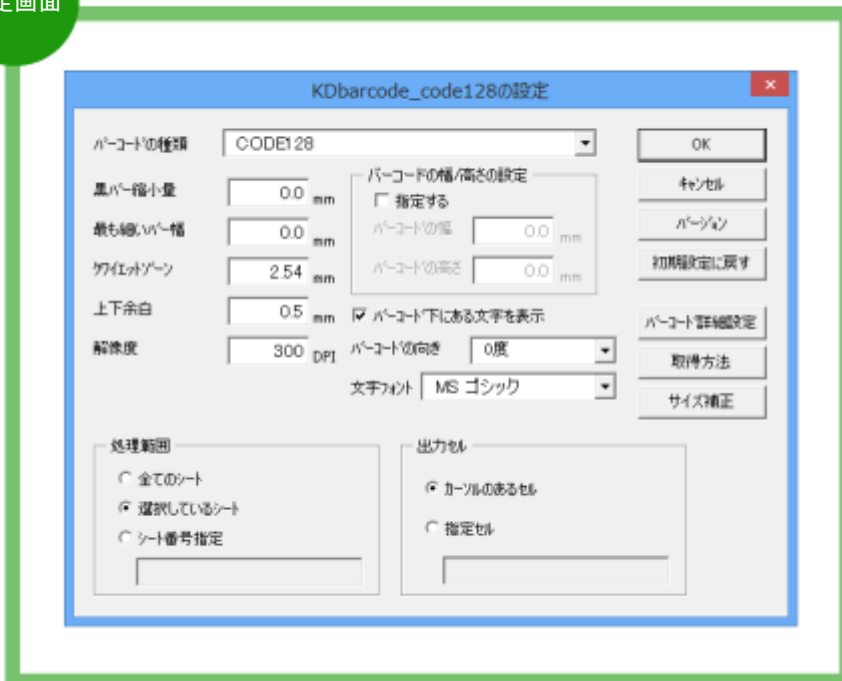 定画面
KDbarcode_code128の設定
バーコードの種類 CODE128
OK
黒バー縮小量 0.0 mm
バーコードの幅/高さの設定
指定する
キャンセル
最も細いバー幅 0.0 mm
バーコードの幅 0.0 mm
バージョン
クワイエットゾーン 2.54 mm
バーコードの高さ 0.0 mm
初期設定に戻す
上下余白 0.5 mm
バーコード下にある文字を表示
バーコード詳細設定
解像度 300 DPI
バーコードの向き 0度
取得方法
文字フォント MS ゴシック
サイズ補正
処理範囲
全てのシート
選択しているシート
シート番号指定
出力セル
カーソルのあるセル
指定セル